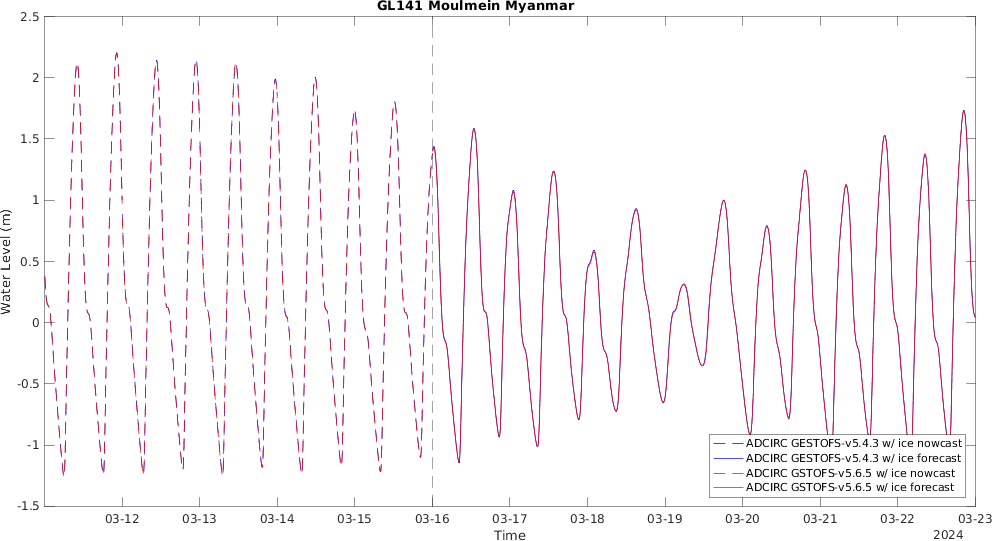 GL141 Moulmein Myanmar
2.5
2
1.5
1
0.5
0
-0.5
-1
-1.5
Water Level (m)
ADCIRC GESTOFS-v5.4.3 w/ ice nowcast
ADCIRC GESTOFS-v5.4.3 w/ ice forecast
ADCIRC GSTOFS-v5.6.5 w/ ice nowcast
ADCIRC GSTOFS-v5.6.5 w/ ice forecast
03-12 03-13 03-14 03-15 03-16 03-17 03-18 03-19 03-20 03-21 03-22 03-23
Time
2024